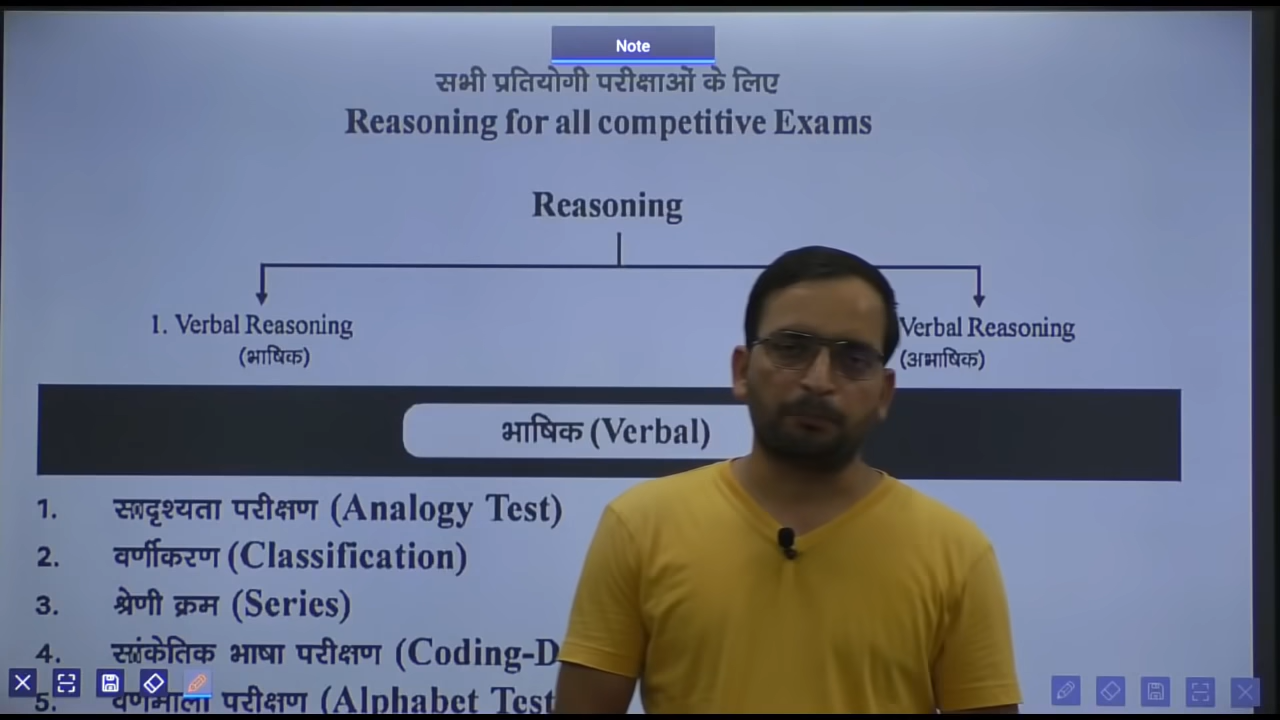 Note
सभी प्रतियोगी परीक्षाओं के लिए
Reasoning for all competitive Exams
Reasoning
1. Verbal Reasoning
(भाषिक)
Verbal Reasoning
(अभाषिक)
भाषिक (Verbal)
1. सादृश्यता परीक्षण (Analogy Test)
2. वर्णीकरण (Classification)
3. श्रेणी क्रम (Series)
4. सांकेतिक भाषा परीक्षण (Coding-D
5. वर्णमाला परीक्षण (Alphabet Test